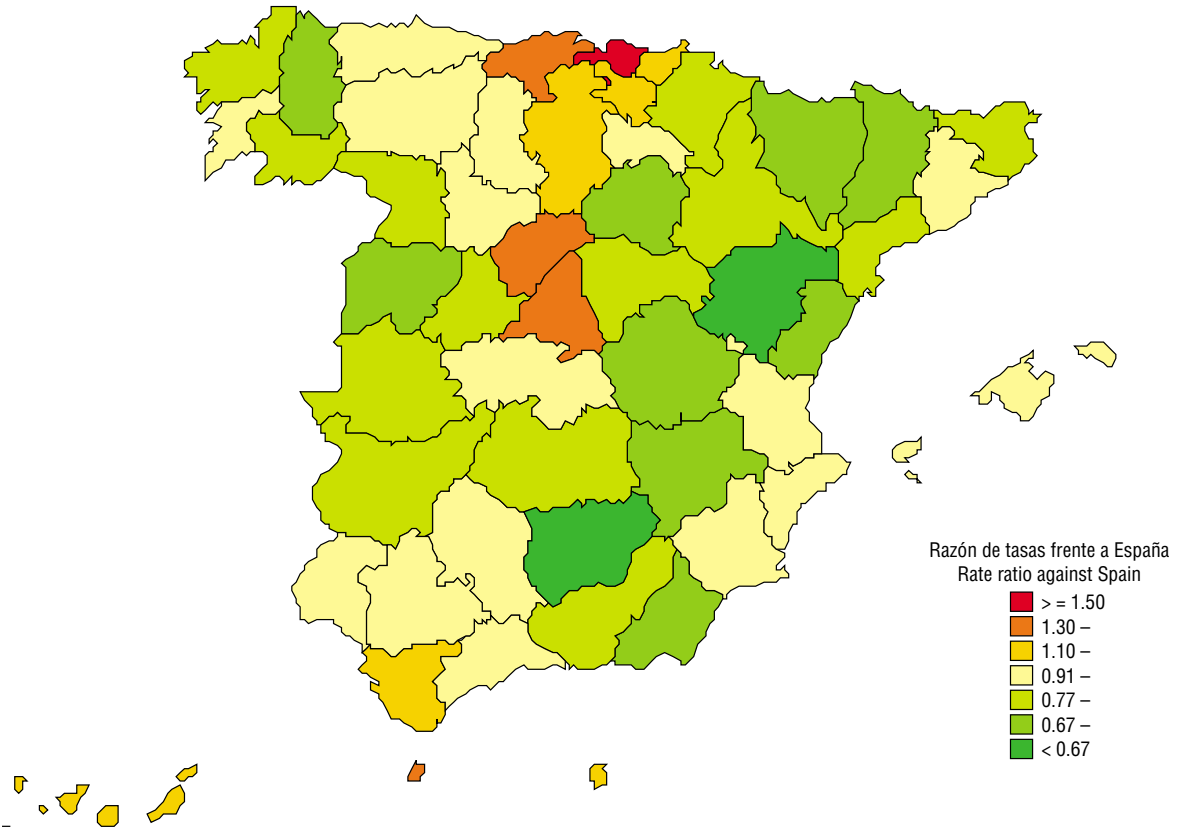 Razón de tasas frente a España
Rate ratio against Spain
> = 1.50
1.30 –
1.10 –
0.91 –
0.77 –
0.67 –
< 0.67